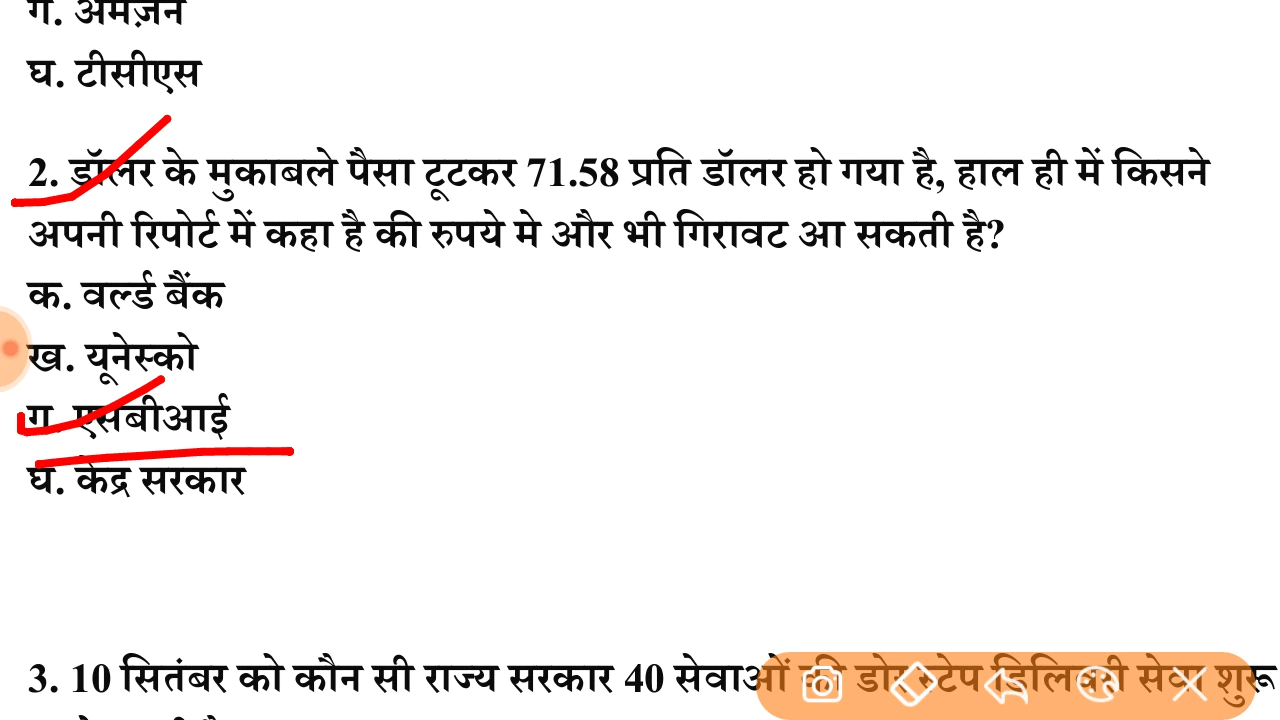 ग. अमेज़न
घ. टीसीएस
2. डॉलर के मुकाबले पैसा टूटकर 71.58 प्रति डॉलर हो गया है, हाल ही में किसने
अपनी रिपोर्ट में कहा है की रुपये मे और भी गिरावट आ सकती है?
क. वर्ल्ड बैंक
ख. यूनेस्को
ग. एसबीआई
घ. केंद्र सरकार
3. 10 सितंबर को कौन सी राज्य सरकार 40 सेवाओं की डोर स्टेप डिलिवरी सेवा शुरू